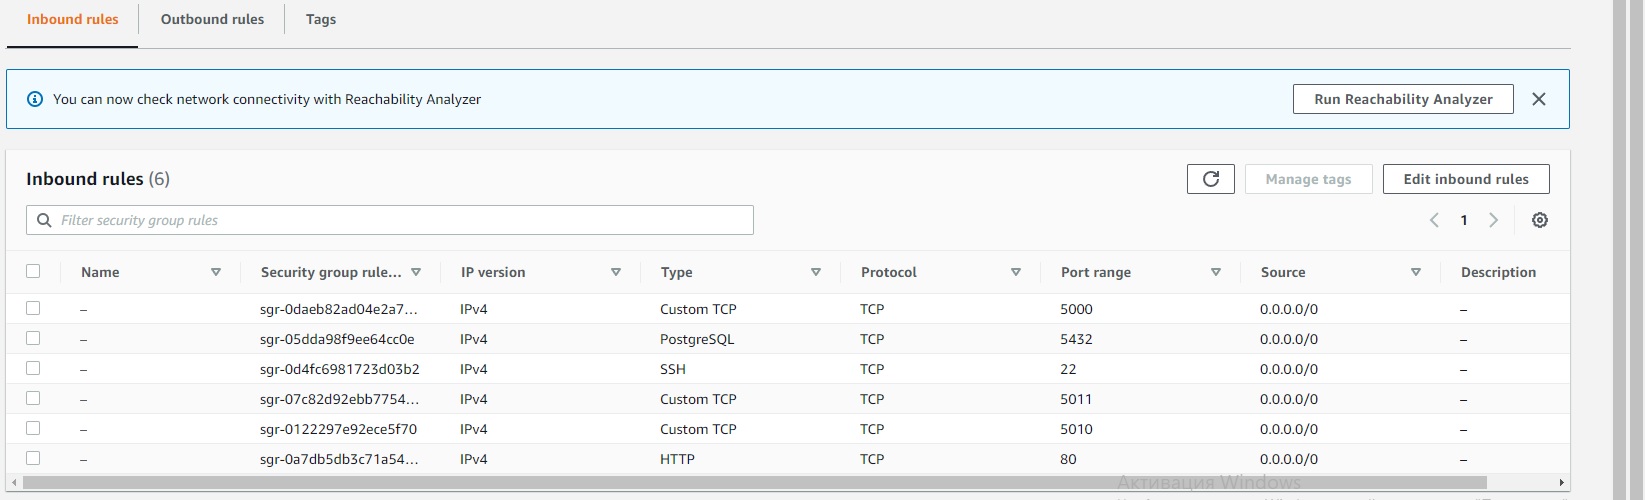 Inbound rules Outbound rules Tags
You can now check network connectivity with Reachability Analyzer Run Reachability Analyzer
Inbound rules (6) Manage tags Edit inbound rules
Filter security group rules 1
Name Security group rule... IP version Type Protocol Port range Source Description
– sgr-0daeb82ad04e2a7... IPv4 Custom TCP TCP 5000 0.0.0.0/0 –
– sgr-05dda98f9ee64cc0e IPv4 PostgreSQL TCP 5432 0.0.0.0/0 –
– sgr-0d4fc6981723d03b2 IPv4 SSH TCP 22 0.0.0.0/0 –
– sgr-07c82d92ebb7754... IPv4 Custom TCP TCP 5011 0.0.0.0/0 –
– sgr-0122297e92ece5f70 IPv4 Custom TCP TCP 5010 0.0.0.0/0 –
– sgr-0a7db5db3c71a54... IPv4 HTTP TCP 80 0.0.0.0/0 –
Активация Windows